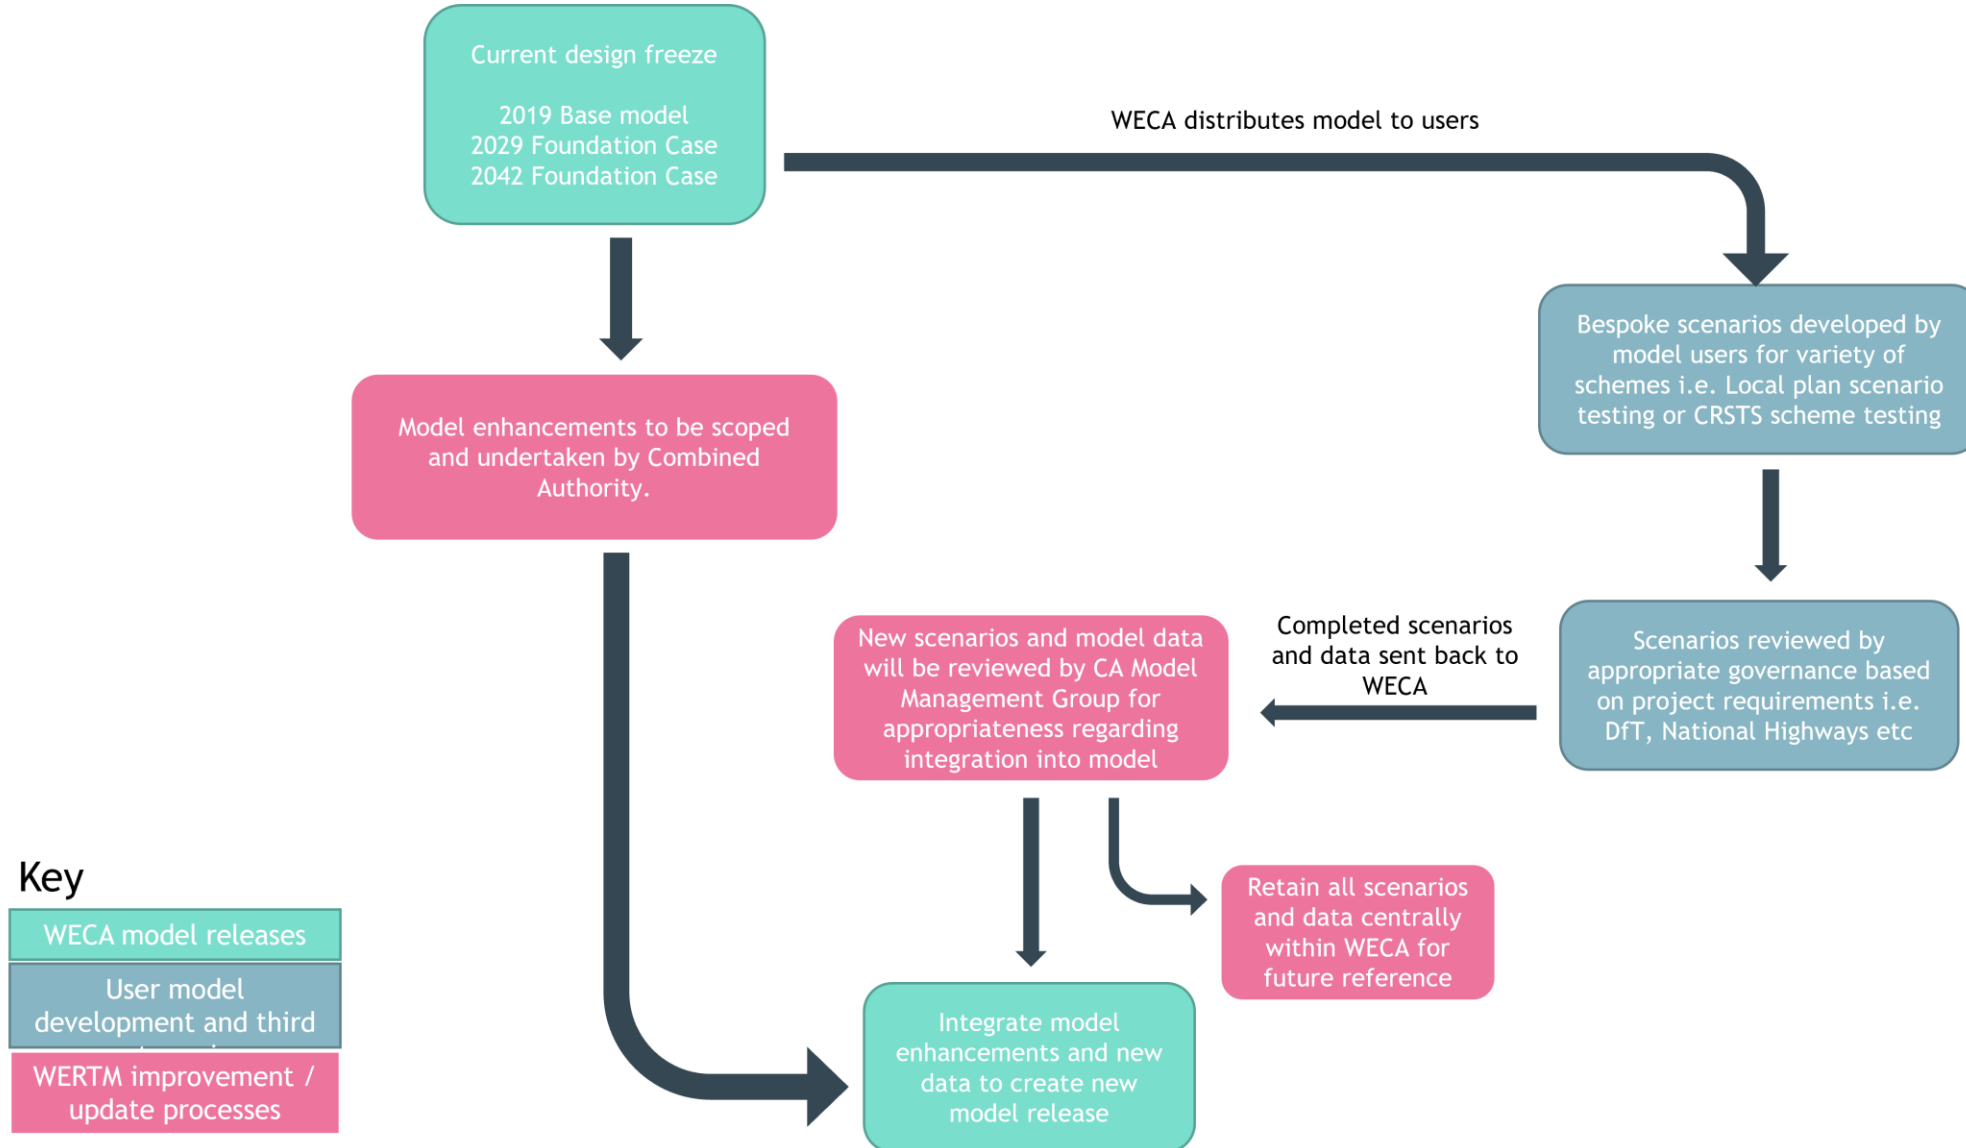 Current design freeze
2019 Base model
2029 Foundation Case
2042 Foundation Case
WECA distributes model to users
Bespoke scenarios developed by
model users for variety of
schemes i.e. Local plan scenario
testing or CRSTS scheme testing
Model enhancements to be scoped
and undertaken by Combined
Authority.
Scenarios reviewed by
appropriate governance based
on project requirements i.e.
DfT, National Highways etc
Completed scenarios
and data sent back to
WECA
New scenarios and model data
will be reviewed by CA Model
Management Group for
appropriateness regarding
integration into model
Retain all scenarios
and data centrally
within WECA for
future reference
Integrate model
enhancements and new
data to create new
model release
Key
WECA model releases
User model
development and third
WERTM improvement /
update processes